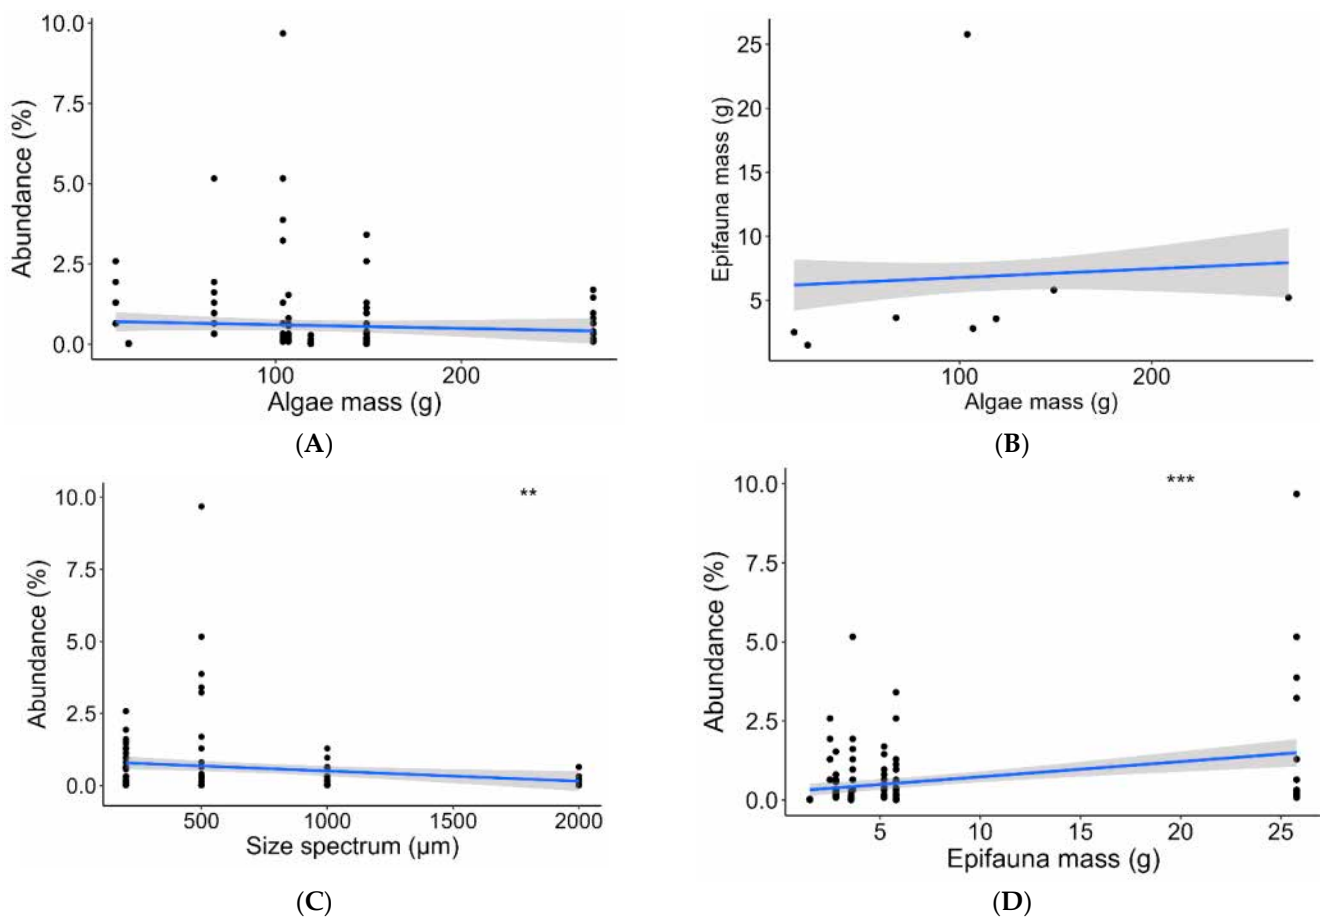 10.0
7.5
5.0
2.5
0.0
Abundance (%)
100
200
Algae mass (g)
(A)
25
20
15
10
5
Epifauna mass (g)
100
200
Algae mass (g)
(B)
**
10.0
7.5
5.0
2.5
0.0
Abundance (%)
500
1000
1500
2000
Size spectrum (µm)
(C)
***
10.0
7.5
5.0
2.5
0.0
Abundance (%)
5
10
15
20
25
Epifauna mass (g)
(D)